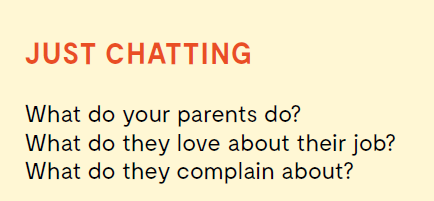 JUST CHATTING
What do your parents do?
What do they love about their job?
What do they complain about?